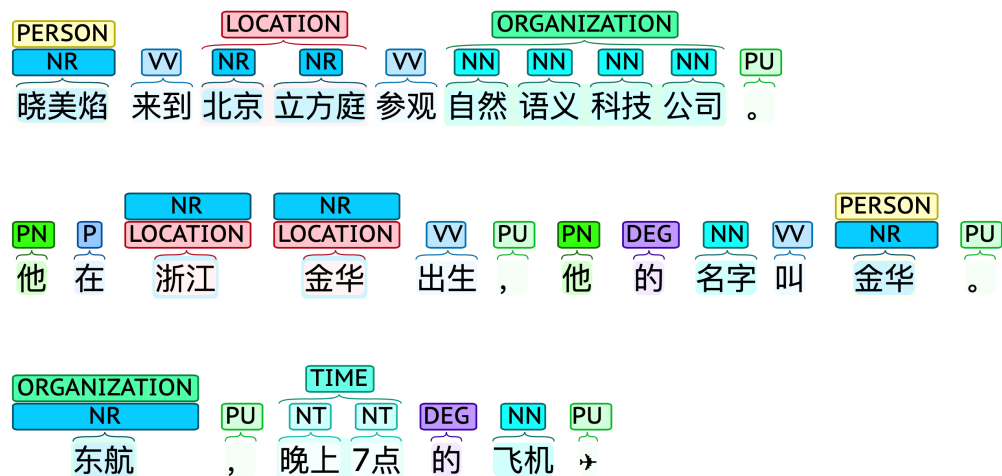 PERSON LOCATION ORGANIZATION
NR VV NR NR VV NN NN NN NN PU
晓美焰 来到 北京 立方庭 参观 自然 语义 科技 公司 。
NR NR PERSON
PN P LOCATION LOCATION VV PU PN DEG NN VV NR PU
他 在 浙江 金华 出生 , 他 的 名字 叫 金华 。
ORGANIZATION TIME
NR PU NT NT DEG NN PU
东航 , 晚上 7点 的 飞机 ✈